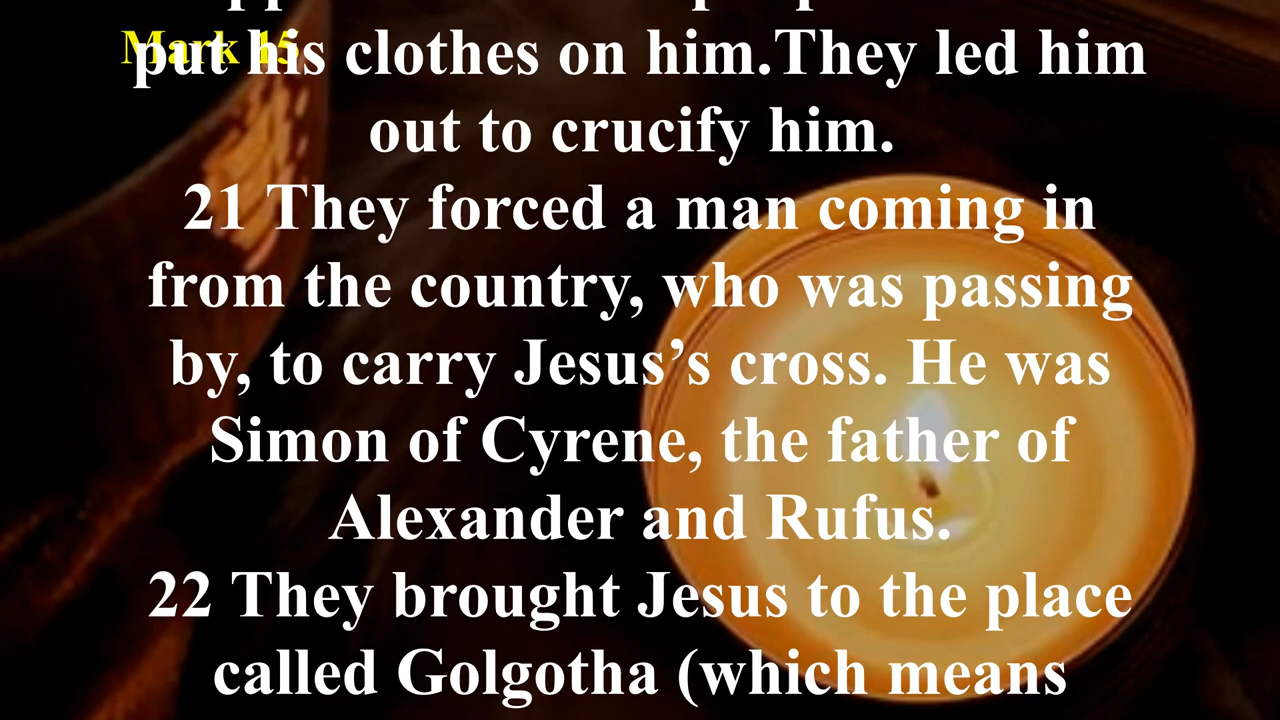 Mark 15
put his clothes on him.They led him
out to crucify him.
21 They forced a man coming in
from the country, who was passing
by, to carry Jesus’s cross. He was
Simon of Cyrene, the father of
Alexander and Rufus.
22 They brought Jesus to the place
called Golgotha (which means